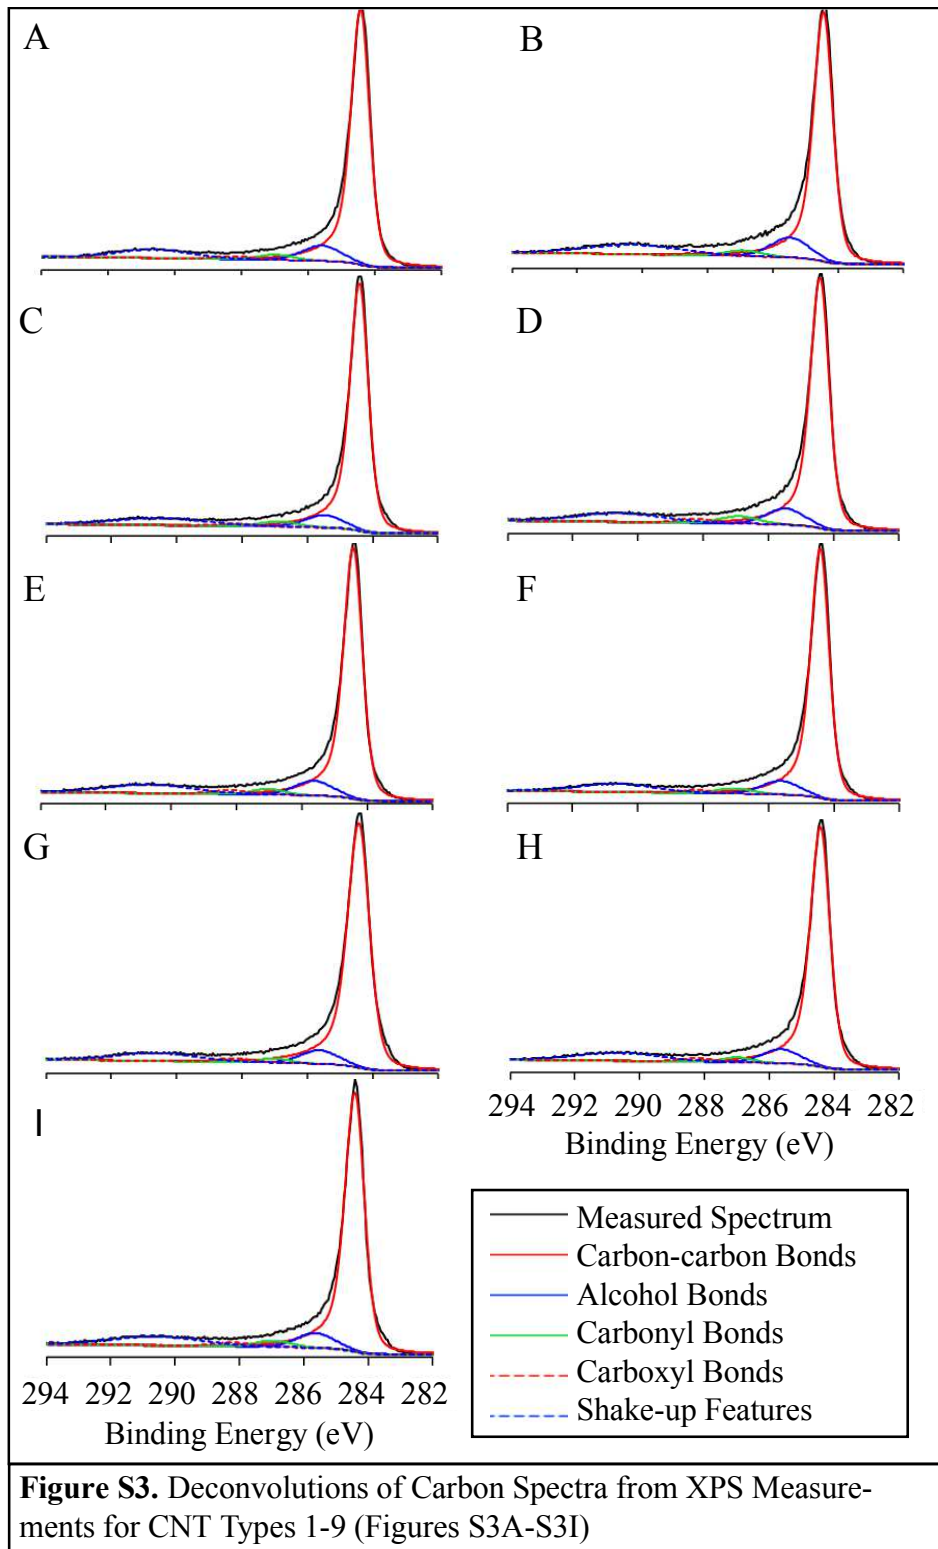 A
B
C
D
E
F
G
H
294 292 290 288 286 284 282
Binding Energy (eV)
I
294 292 290 288 286 284 282
Binding Energy (eV)
Measured Spectrum
Carbon-carbon Bonds
Alcohol Bonds
Carbonyl Bonds
Carboxyl Bonds
Shake-up Features
Figure S3. Deconvolutions of Carbon Spectra from XPS Measure-
ments for CNT Types 1-9 (Figures S3A-S3I)